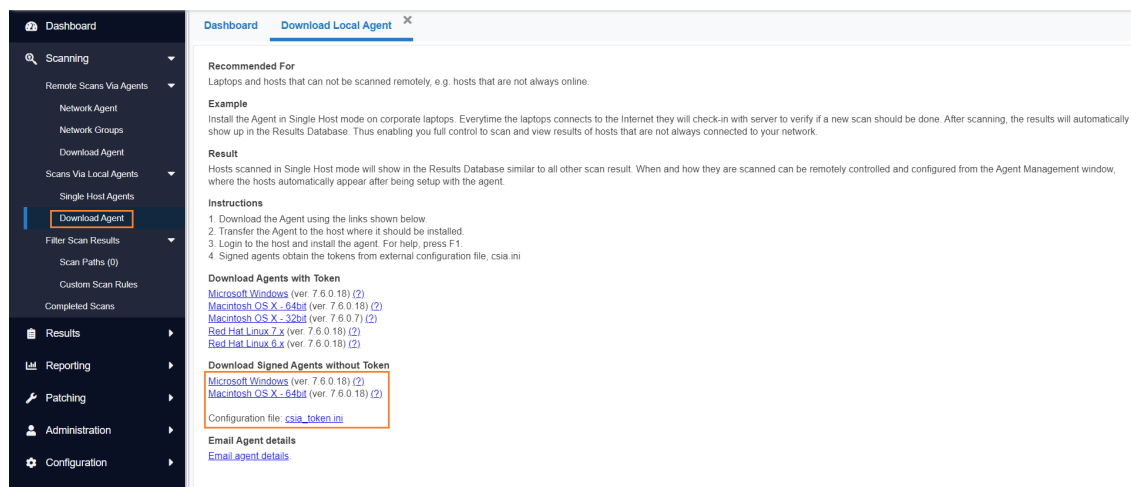 Dashboard
Scanning
Remote Scans Via Agents
Network Agent
Network Groups
Download Agent
Scans Via Local Agents
Single Host Agents
Download Agent
Filter Scan Results
Scan Paths (0)
Custom Scan Rules
Completed Scans
Results
Reporting
Patching
Administration
Configuration
Dashboard Download Local Agent
Recommended For
Laptops and hosts that can not be scanned remotely, e.g. hosts that are not always online.
Example
Install the Agent in Single Host mode on corporate laptops. Everytime the laptops connects to the Internet they will check-in with server to verify if a new scan should be done. After scanning, the results will automatically
show up in the Results Database. Thus enabling you full control to scan and view results of hosts that are not always connected to your network.
Result
Hosts scanned in Single Host mode will show in the Results Database similar to all other scan result. When and how they are scanned can be remotely controlled and configured from the Agent Management window,
where the hosts automatically appear after being setup with the agent.
Instructions
1. Download the Agent using the links shown below.
2. Transfer the Agent to the host where it should be installed.
3. Login to the host and install the agent. For help, press F1.
4. Signed agents obtain the tokens from external configuration file, csia.ini
Download Agents with Token
Microsoft Windows (ver. 7.6.0.18) (?)
Macintosh OS X - 64bit (ver. 7.6.0.18) (?)
Macintosh OS X - 32bit (ver. 7.6.0.7) (?)
Red Hat Linux 7.x (ver. 7.6.0.18) (?)
Red Hat Linux 6.x (ver. 7.6.0.18) (?)
Download Signed Agents without Token
Microsoft Windows (ver. 7.6.0.18) (?)
Macintosh OS X - 64bit (ver. 7.6.0.18) (?)
Configuration file: csia_token.ini
Email Agent details
Email agent details.